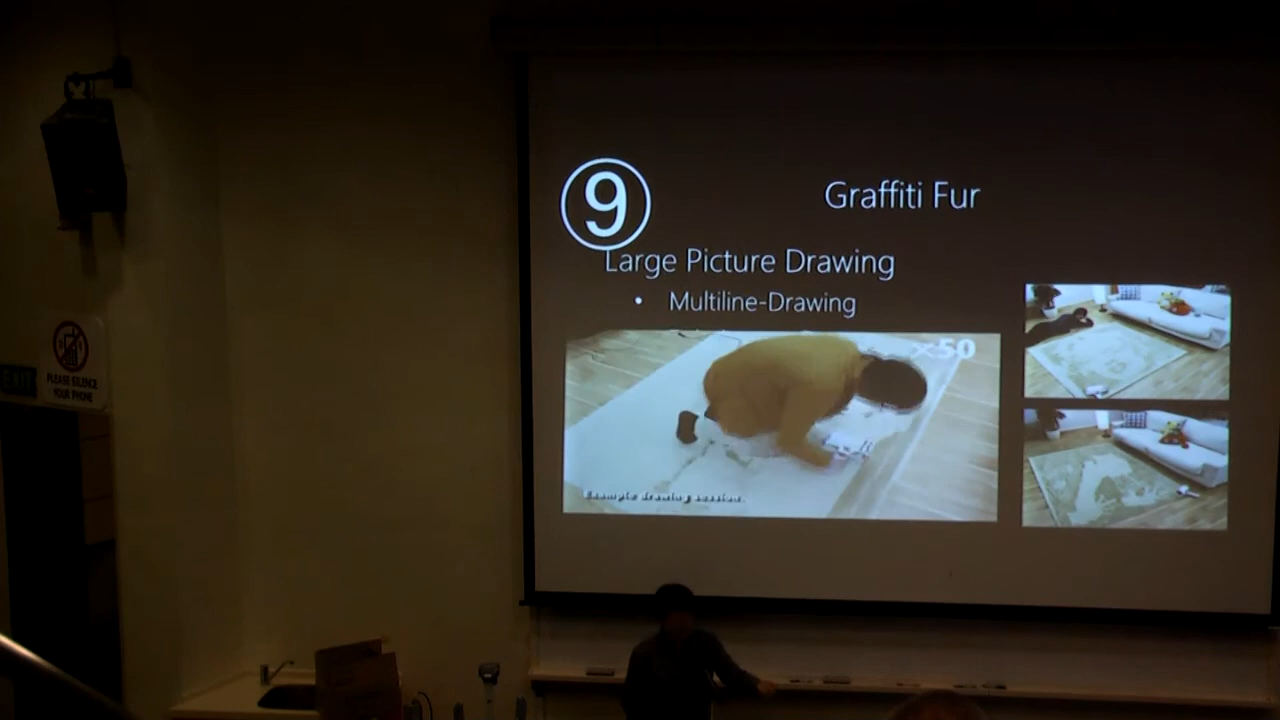 ⑨
Graffiti Fur
Large Picture Drawing
• Multiline-Drawing
×50
Example drawing session.
EXIT
PLEASE SILENCE
YOUR PHONE